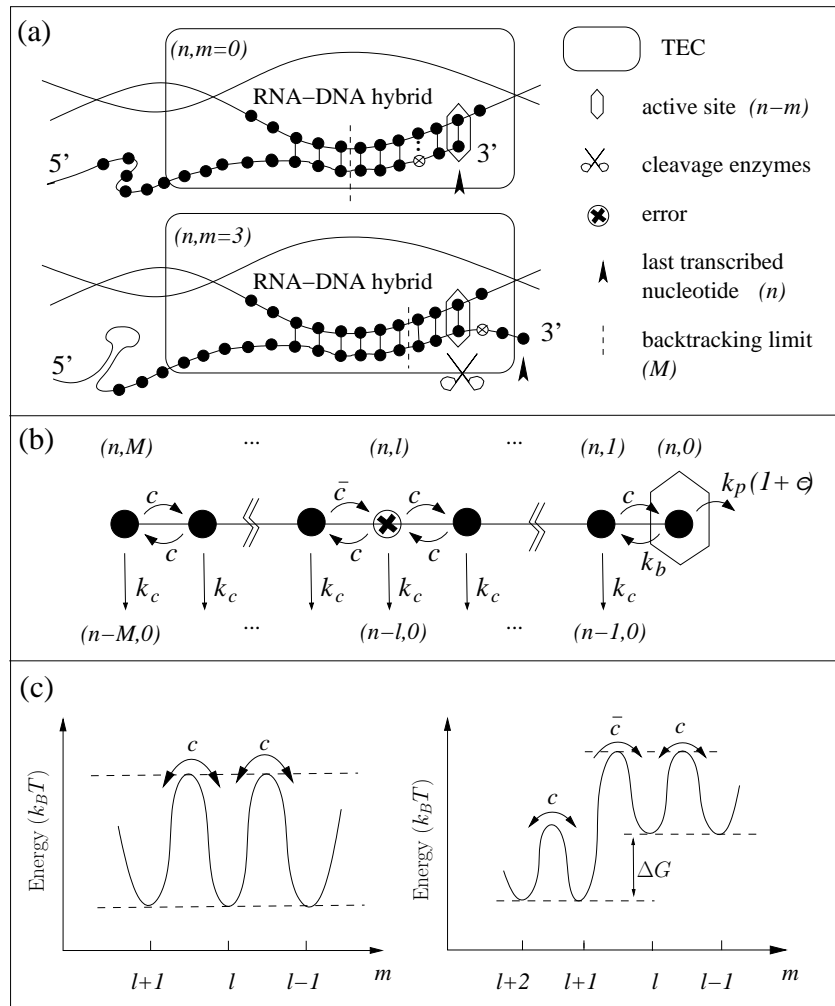 (a)
(n,m=0)
RNA−DNA hybrid
5'
3'
(n,m=3)
RNA−DNA hybrid
5'
3'
TEC
active site (n−m)
cleavage enzymes
error
last transcribed
nucleotide (n)
backtracking limit
(M)
(b)
(n,M) ... (n,l) ... (n,1) (n,0)
c c̄ c c k_p(1+ϵ)
c c c k_b
k_c k_c k_c k_c k_c k_c
(n−M,0) ... (n−l,0) ... (n−1,0)
(c)
Energy (k_BT)
c c
l+1 l l−1 m
Energy (k_BT)
c̄ c
c
ΔG
l+2 l+1 l l−1 m